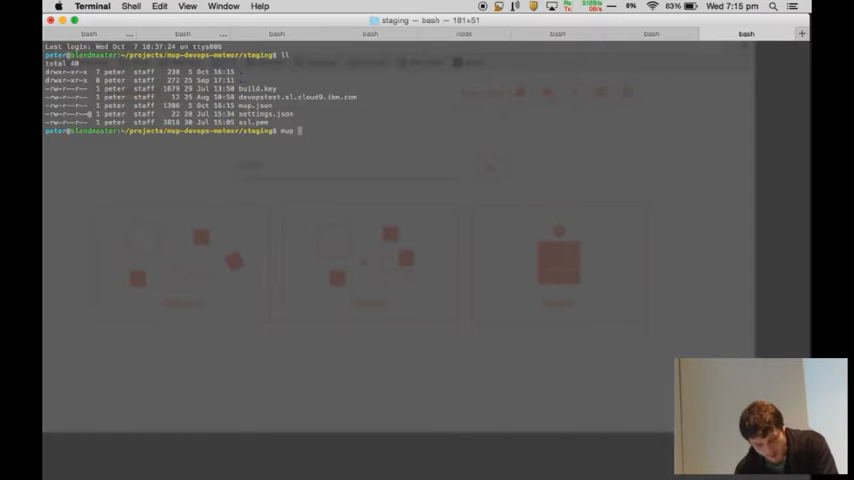 Terminal Shell Edit View Window Help
8% 83% Wed 7:15 pm
staging — bash — 181×51
bash bash bash bash node bash bash bash
Last login: Wed Oct 7 18:37:24 on ttys006
peter@blendmaster:~/projects/mup-devops-meteor/staging$ ll
total 40
drwxr-xr-x 7 peter staff 238 5 Oct 16:15 .
drwxr-xr-x 8 peter staff 272 25 Sep 17:11 ..
-rw-r--r-- 1 peter staff 1679 29 Jul 13:50 build.key
-rw-r--r-- 1 peter staff 12 25 Aug 10:58 devopstest.sl.cloud9.ibm.com
-rw-r--r-- 1 peter staff 1386 5 Oct 16:15 mup.json
-rw-r--r--@ 1 peter staff 22 28 Jul 15:34 settings.json
-rw-r--r-- 1 peter staff 3818 30 Jul 15:05 ssl.pem
peter@blendmaster:~/projects/mup-devops-meteor/staging$ mup